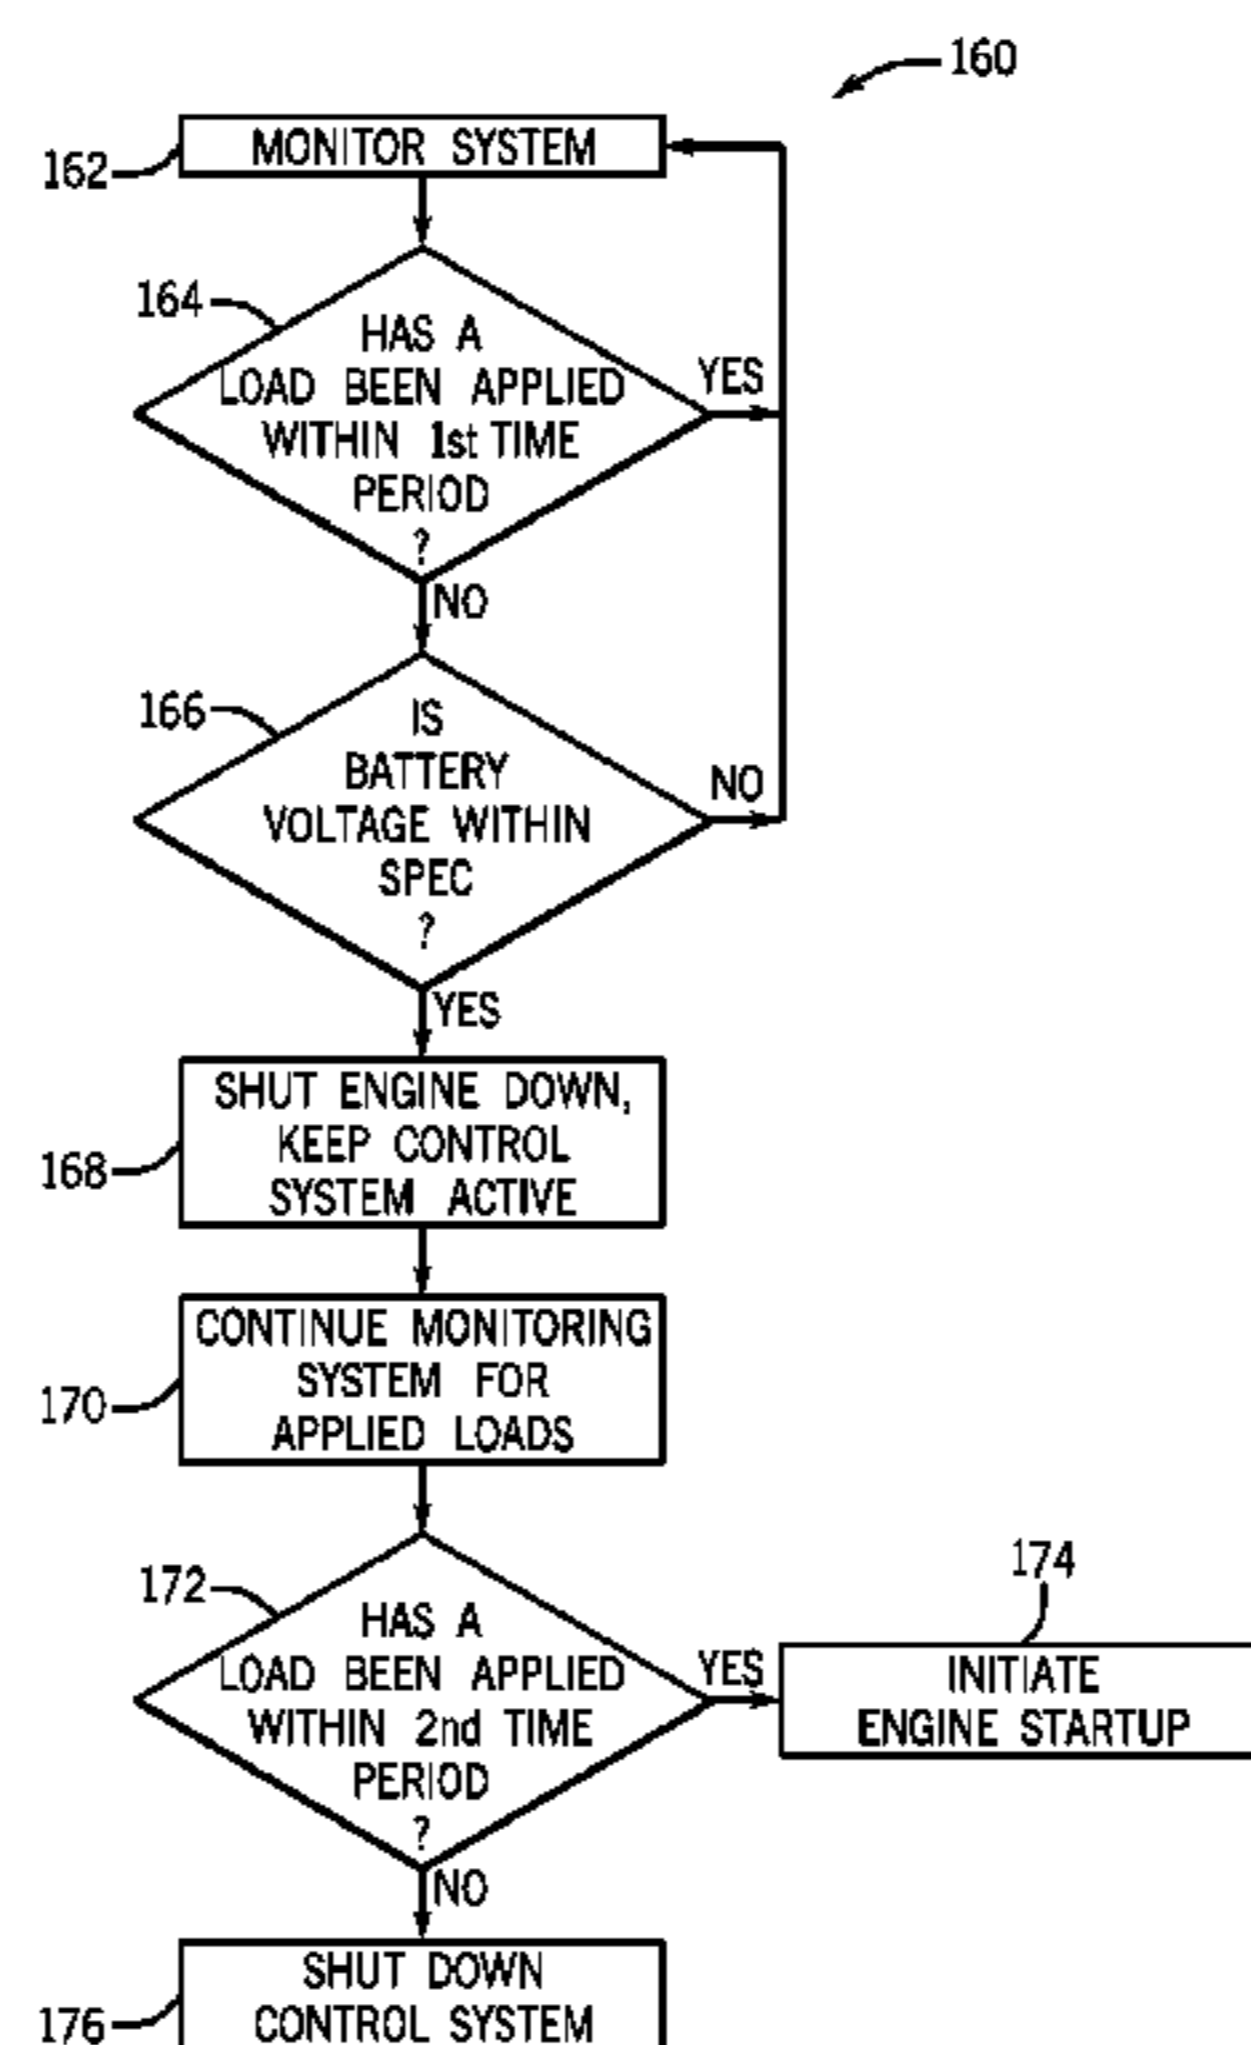 160
162
MONITOR SYSTEM
164
HAS A
LOAD BEEN APPLIED
WITHIN 1st TIME
PERIOD
?
YES
NO
166
IS
BATTERY
VOLTAGE WITHIN
SPEC
?
NO
YES
168
SHUT ENGINE DOWN,
KEEP CONTROL
SYSTEM ACTIVE
170
CONTINUE MONITORING
SYSTEM FOR
APPLIED LOADS
172
HAS A
LOAD BEEN APPLIED
WITHIN 2nd TIME
PERIOD
?
YES
174
INITIATE
ENGINE STARTUP
NO
176
SHUT DOWN
CONTROL SYSTEM